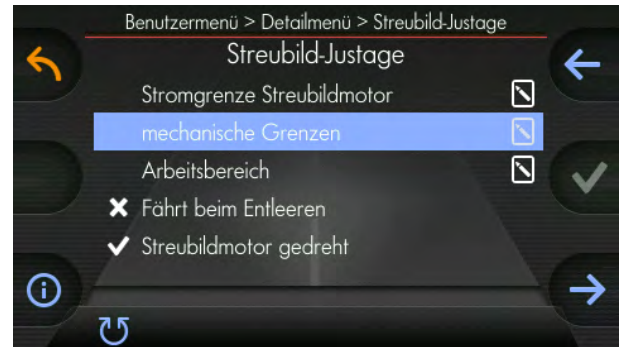 Benutzermenü > Detailmenü > Streubild-Justage
Streubild-Justage
Stromgrenze Streubildmotor
mechanische Grenzen
Arbeitsbereich
Fährt beim Entleeren
Streubildmotor gedreht